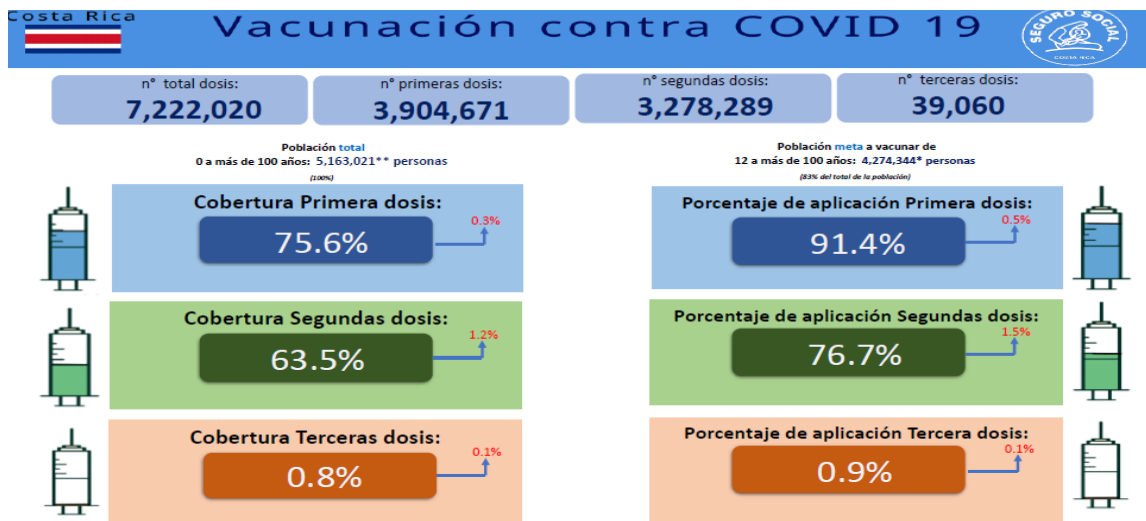 Costa Rica
Vacunación contra COVID 19
SEGURO SOCIAL
COSTA RICA
n° total dosis:
7,222,020
n° primeras dosis:
3,904,671
n° segundas dosis:
3,278,289
n° terceras dosis:
39,060
Población total
0 a más de 100 años: 5,163,021** personas
(100%)
Población meta a vacunar de
12 a más de 100 años: 4,274,344* personas
(83% del total de la población)
Cobertura Primera dosis:
0.3%
75.6%
Porcentaje de aplicación Primera dosis:
0.5%
91.4%
Cobertura Segundas dosis:
1.2%
63.5%
Porcentaje de aplicación Segundas dosis:
1.5%
76.7%
Cobertura Terceras dosis:
0.1%
0.8%
Porcentaje de aplicación Tercera dosis:
0.1%
0.9%